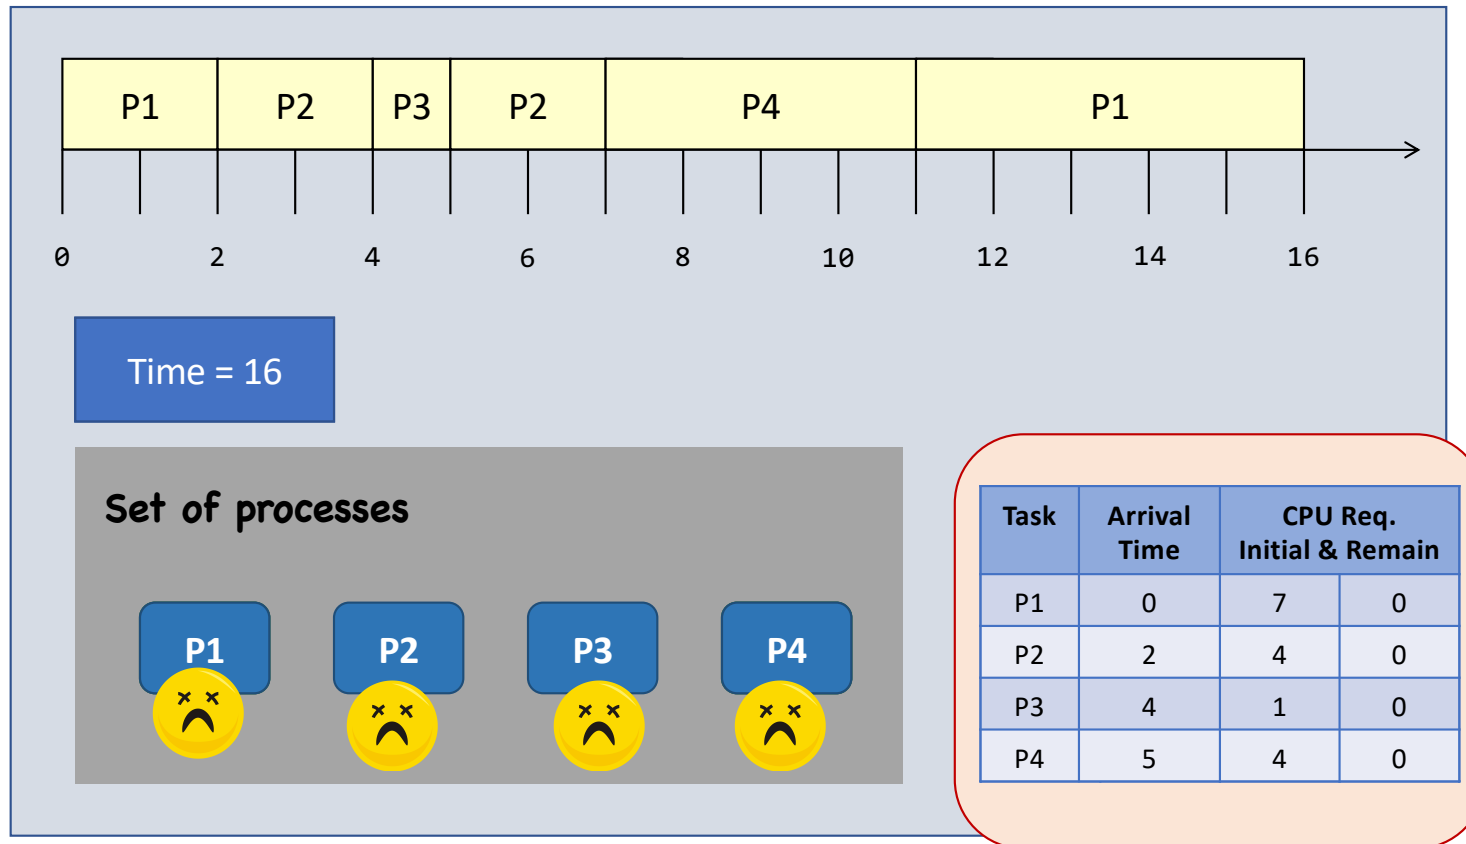 P1 P2 P3 P2 P4 P1
0 2 4 6 8 10 12 14 16
Time = 16
Set of processes
P1 P2 P3 P4
Task Arrival Time CPU Req. Initial & Remain
P1 0 7 0
P2 2 4 0
P3 4 1 0
P4 5 4 0